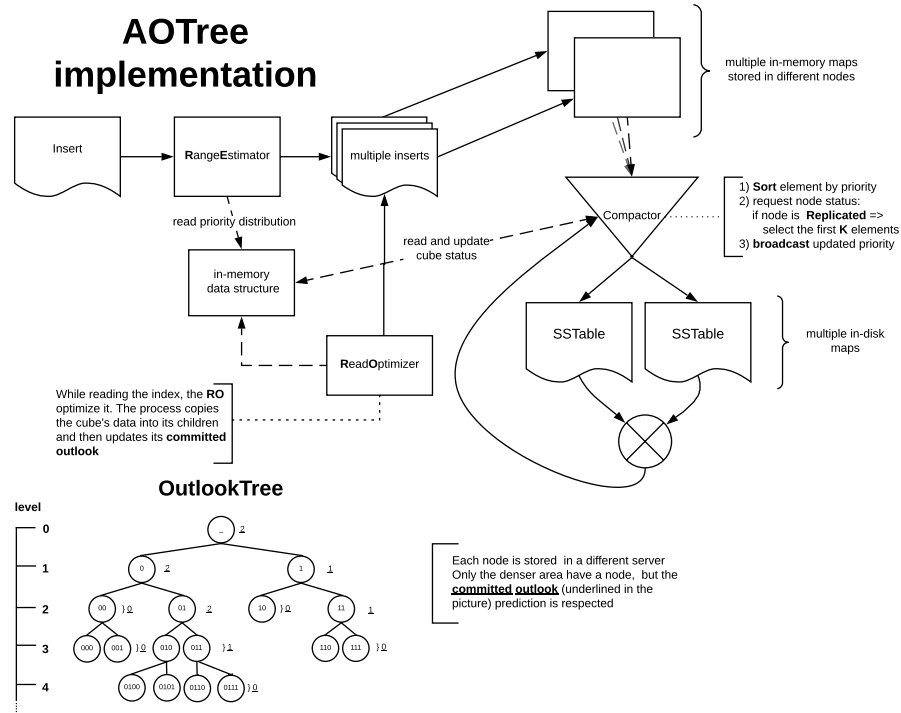 AOTree
implementation
multiple in-memory maps
stored in different nodes
Insert
RangeEstimator
multiple inserts
read priority distribution
in-memory
data structure
read and update
cube status
Compactor
1) Sort element by priority
2) request node status:
if node is Replicated =>
select the first K elements
3) broadcast updated priority
SSTable
SSTable
multiple in-disk
maps
ReadOptimizer
While reading the index, the RO
optimize it. The process copies
the cube's data into its children
and then updates its committed
outlook
OutlookTree
level
0
_ 2
1
0 2
1 1
2
00 } 0
01 2
10 } 0
11 1
3
000 001 } 0
010 011 } 1
110 111 } 0
4
0100 0101 0110 0111 } 0
Each node is stored in a different server
Only the denser area have a node, but the
committed outlook (underlined in the
picture) prediction is respected